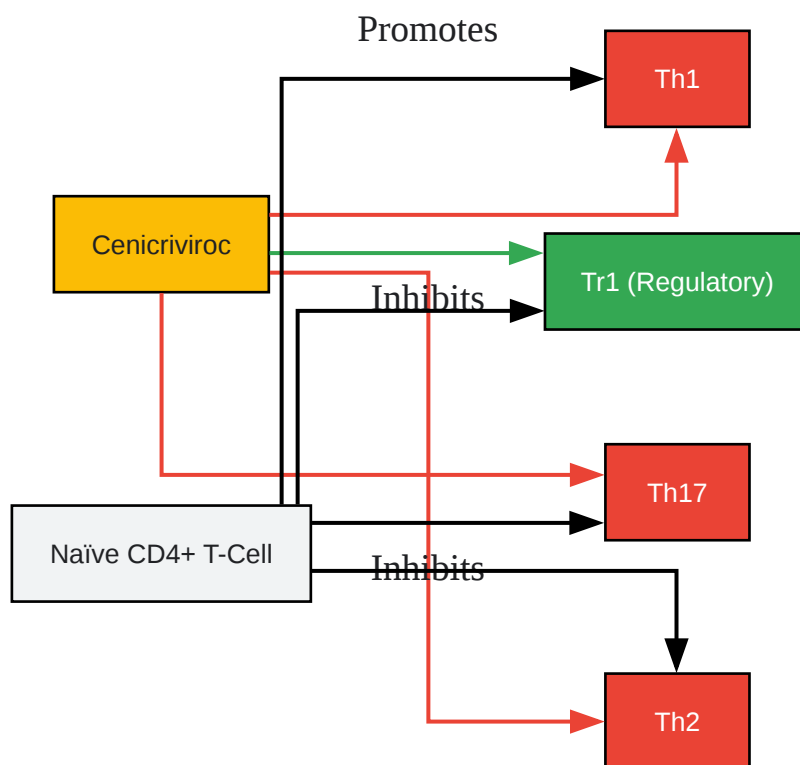 Promotes
Th1
Cenicriviroc
Tr1 (Regulatory)
Inhibits
Th17
Naïve CD4+ T-Cell
Inhibits
Th2